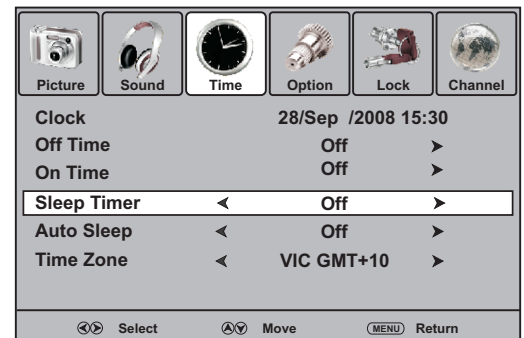 Picture Sound Time Option Lock Channel
Clock 28/Sep /2008 15:30
Off Time Off
On Time Off
Sleep Timer Off
Auto Sleep Off
Time Zone VIC GMT+10
Select Move MENU Return